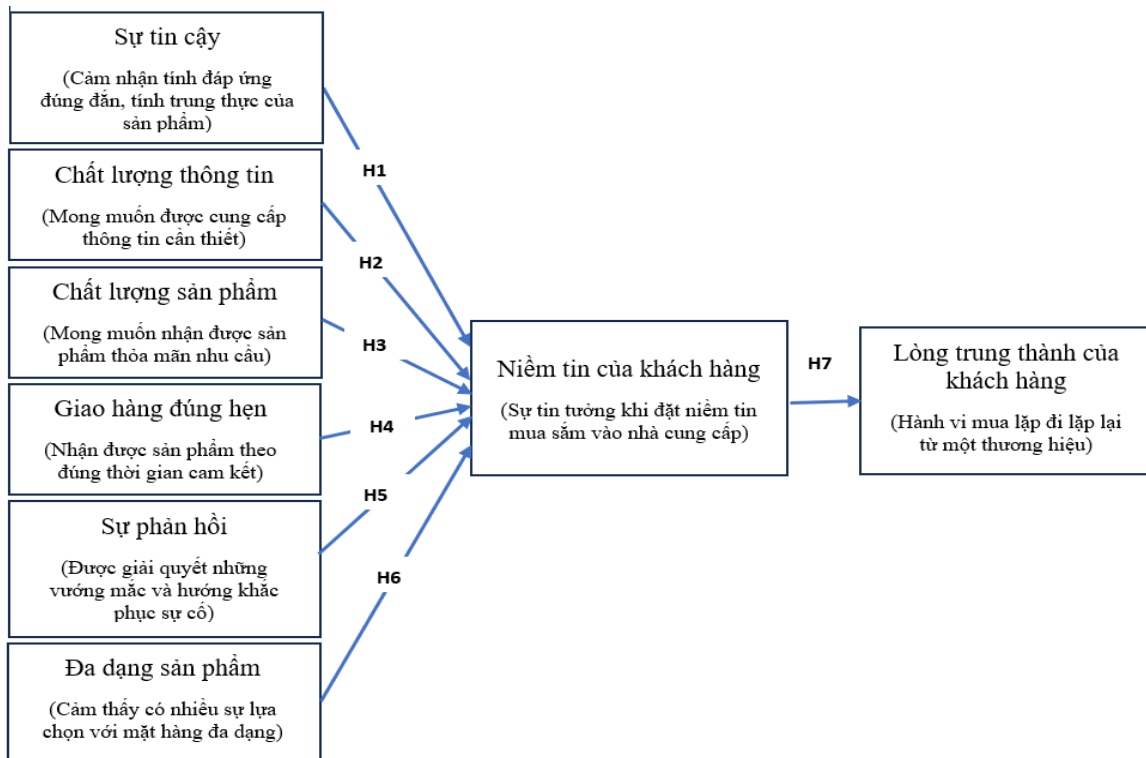 Sự tin cậy
(Cảm nhận tính đáp ứng
đúng đắn, tính trung thực của
sản phẩm)
H1
Chất lượng thông tin
(Mong muốn được cung cấp
thông tin cần thiết)
H2
Chất lượng sản phẩm
(Mong muốn nhận được sản
phẩm thỏa mãn nhu cầu)
H3
Giao hàng đúng hẹn
(Nhận được sản phẩm theo
đúng thời gian cam kết)
H4
Sự phản hồi
(Được giải quyết những
vướng mắc và hướng khắc
phục sự cố)
H5
Đa dạng sản phẩm
(Cảm thấy có nhiều sự lựa
chọn với mặt hàng đa dạng)
H6
Niềm tin của khách hàng
(Sự tin tưởng khi đặt niềm tin
mua sắm vào nhà cung cấp)
H7
Lòng trung thành của
khách hàng
(Hành vi mua lặp đi lặp lại
từ một thương hiệu)